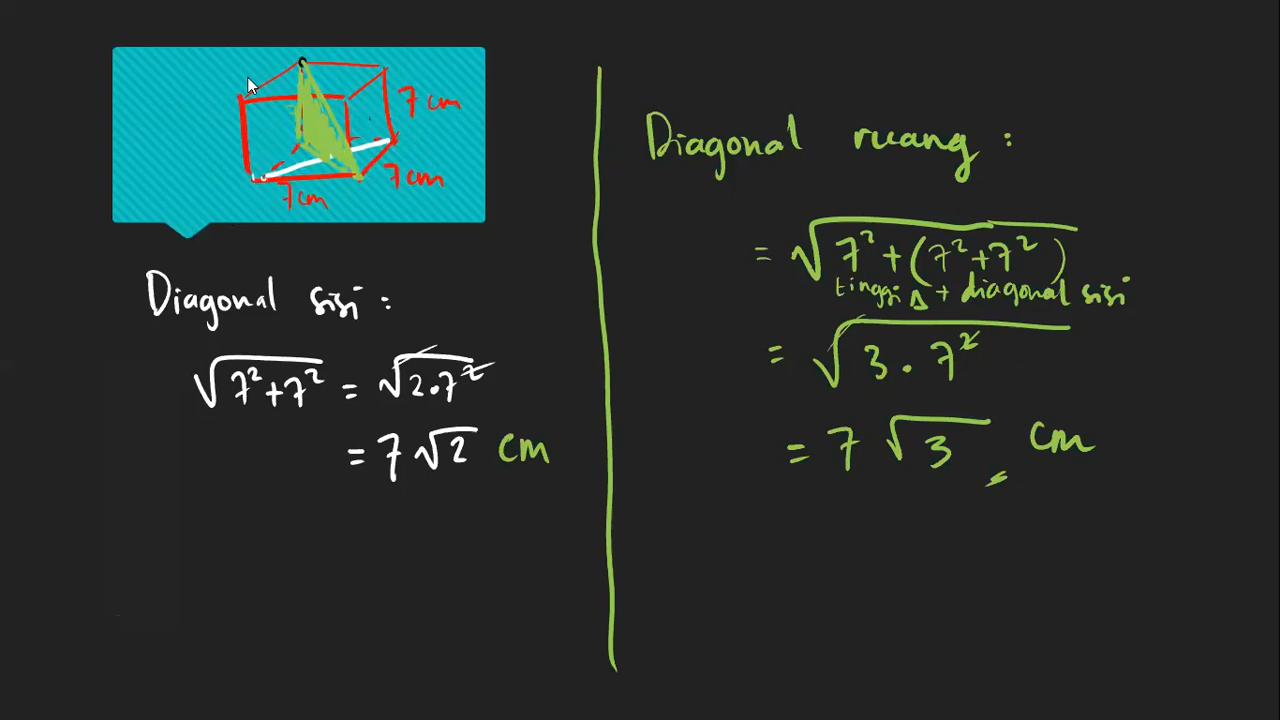 7 cm
7 cm
7 cm
Diagonal sisi :
√7²+7² = √2.7²
= 7√2 cm
Diagonal ruang :
= √7² + (7²+7²)
tinggi Δ + diagonal sisi
= √3 . 7²
= 7 √3 cm